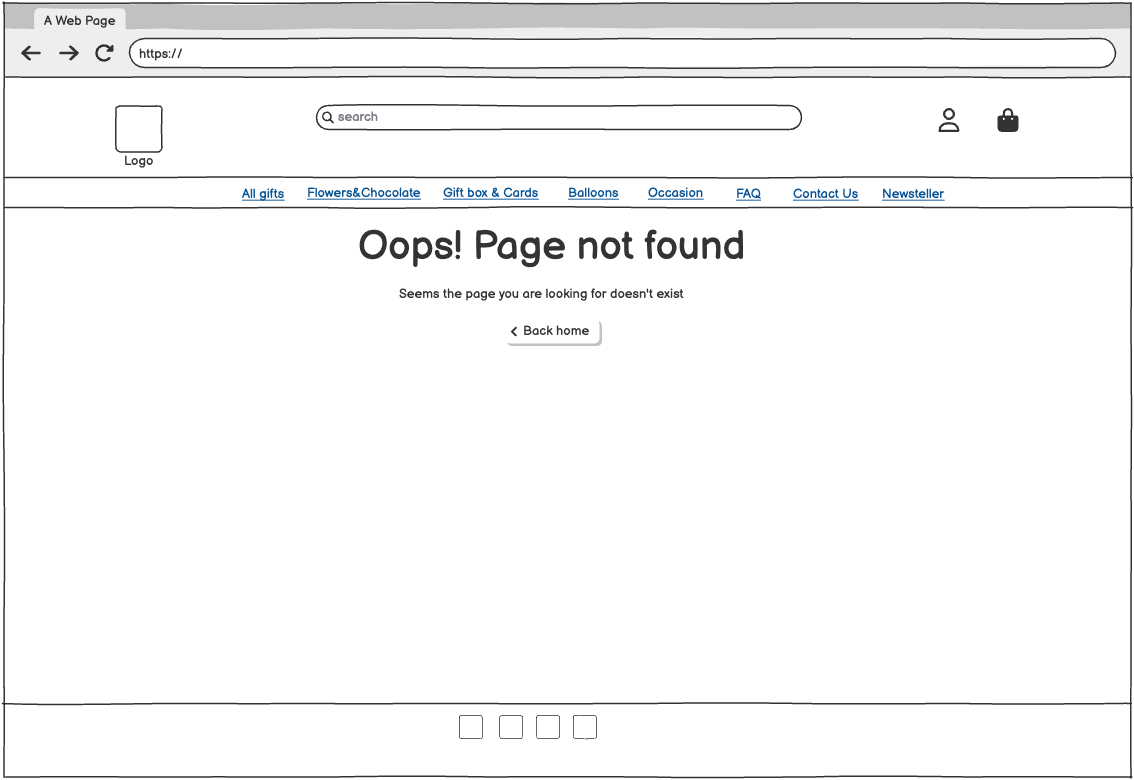 A Web Page
https://
search
Logo
All gifts Flowers&Chocolate Gift box & Cards Balloons Occasion FAQ Contact Us Newsteller
Oops! Page not found
Seems the page you are looking for doesn't exist
Back home